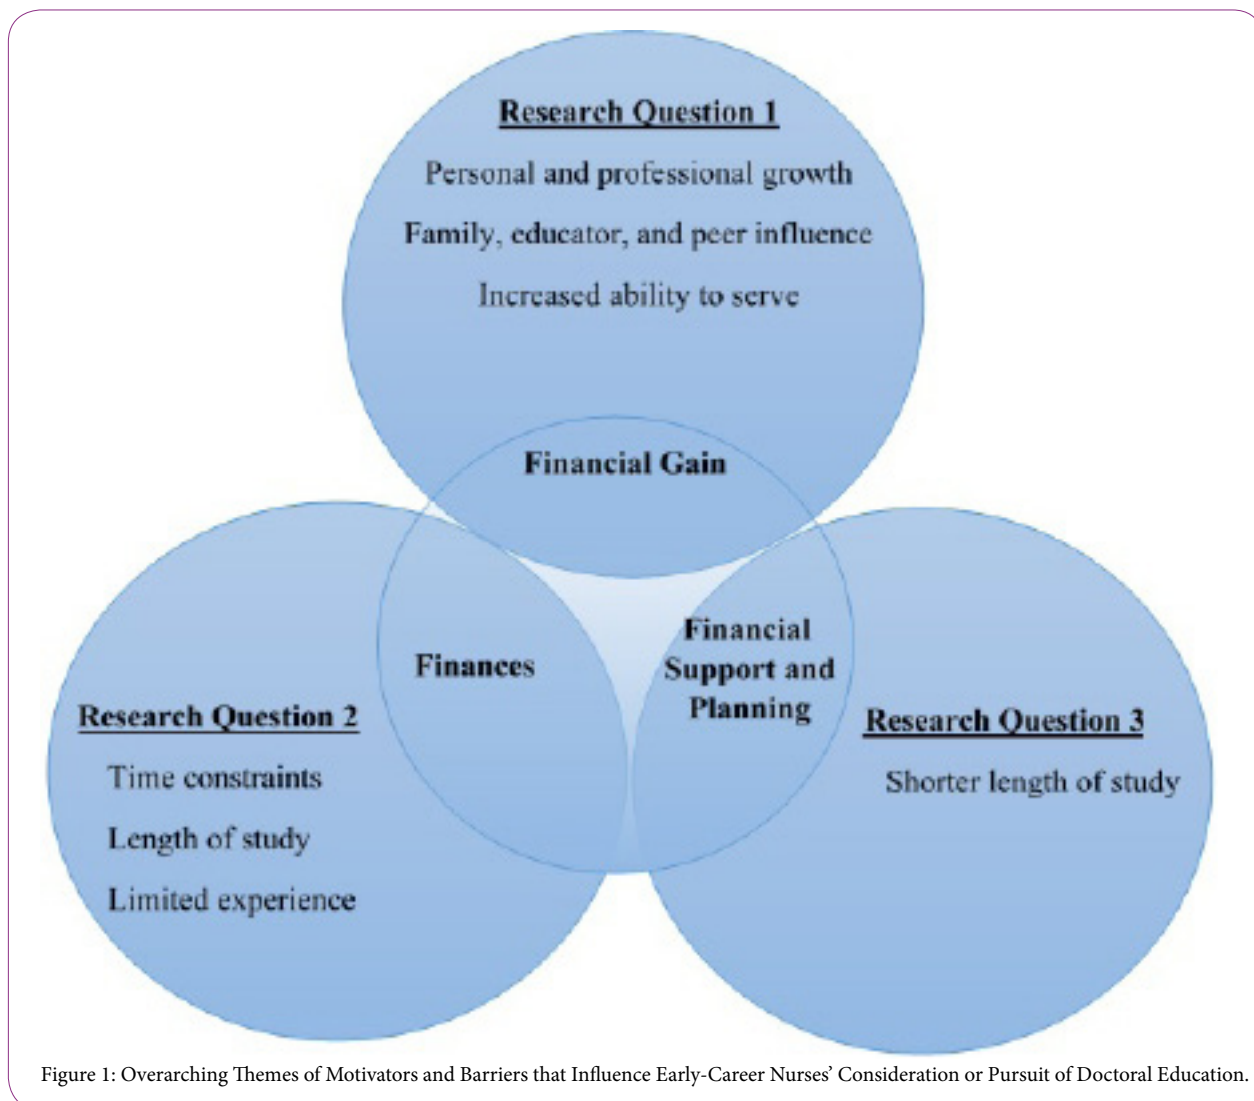 Research Question 1
Personal and professional growth
Family, educator, and peer influence
Increased ability to serve
Financial Gain
Finances
Financial
Support and
Planning
Research Question 2
Time constraints
Length of study
Limited experience
Research Question 3
Shorter length of study
Figure 1: Overarching Themes of Motivators and Barriers that Influence Early-Career Nurses’ Consideration or Pursuit of Doctoral Education.